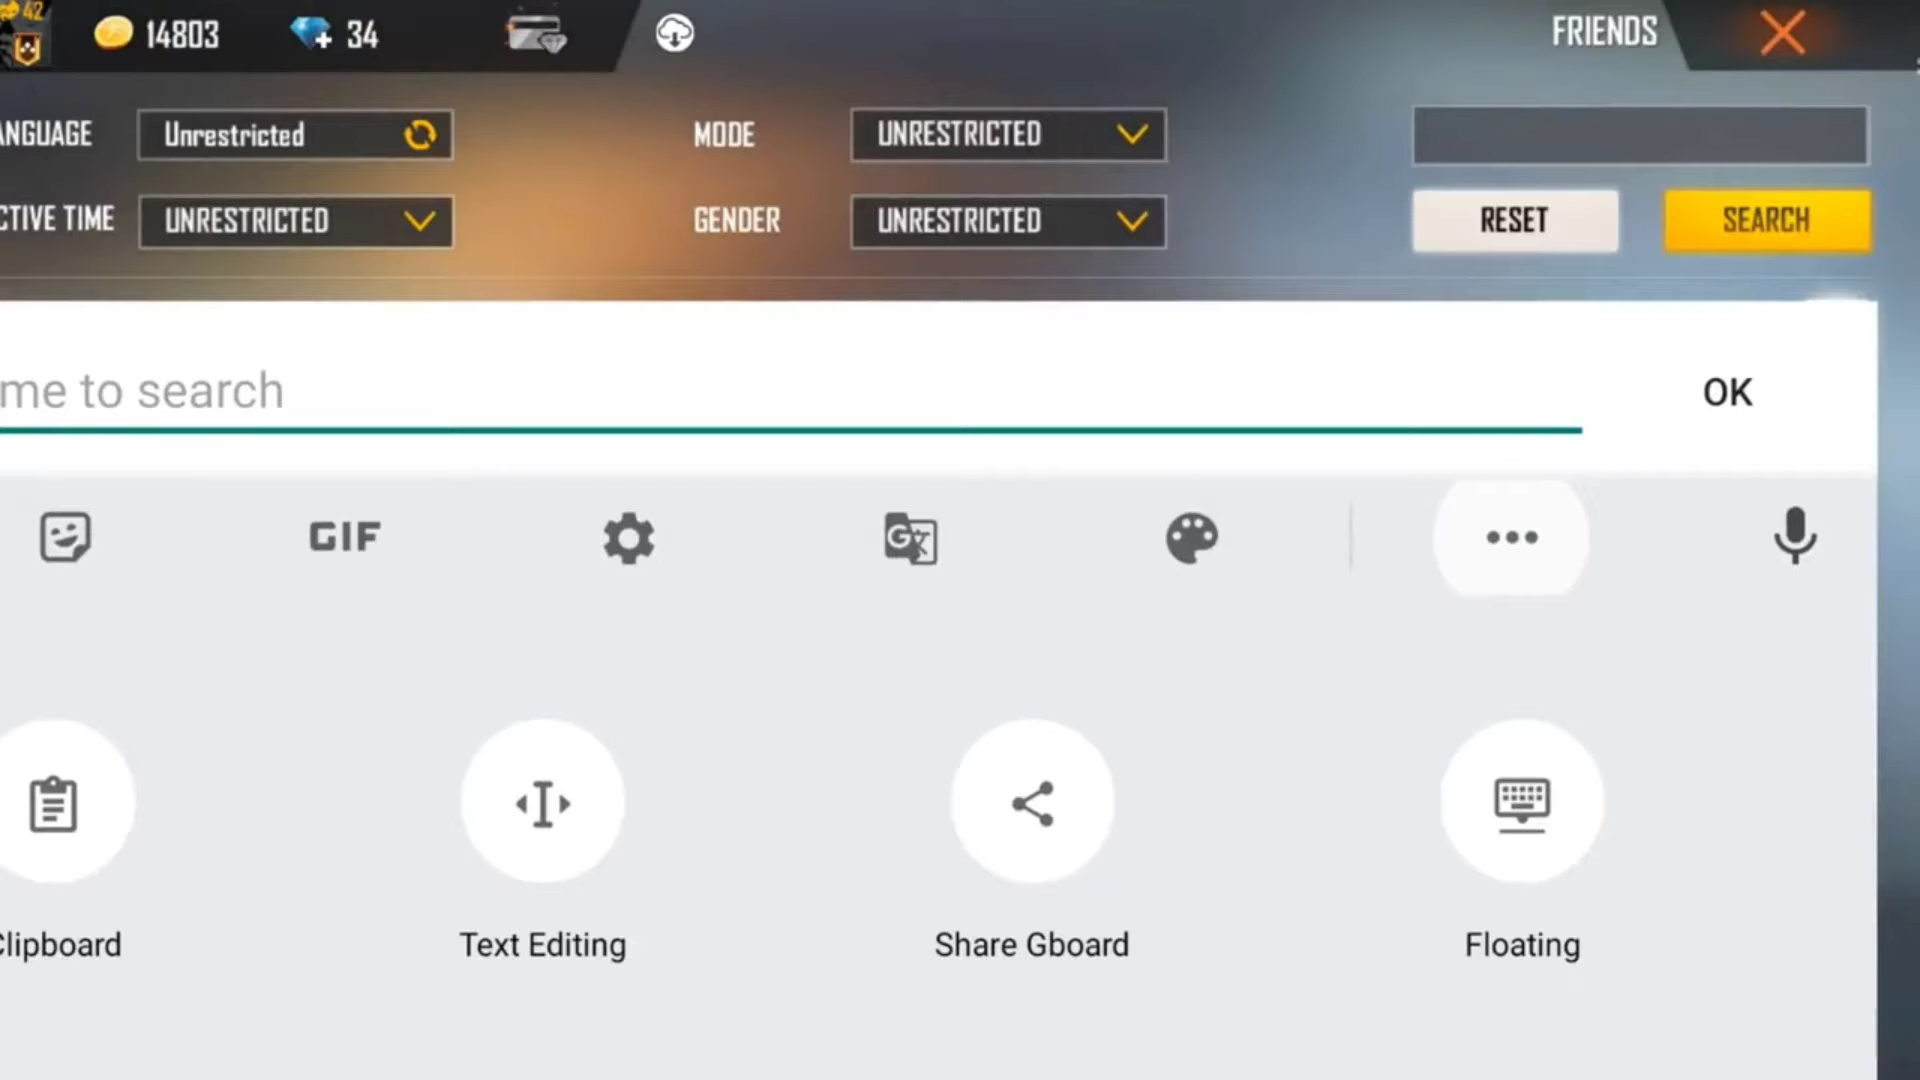 42 14803 34 FRIENDS
ANGUAGE Unrestricted MODE UNRESTRICTED
CTIVE TIME UNRESTRICTED GENDER UNRESTRICTED RESET SEARCH
me to search OK
GIF
Clipboard Text Editing Share Gboard Floating